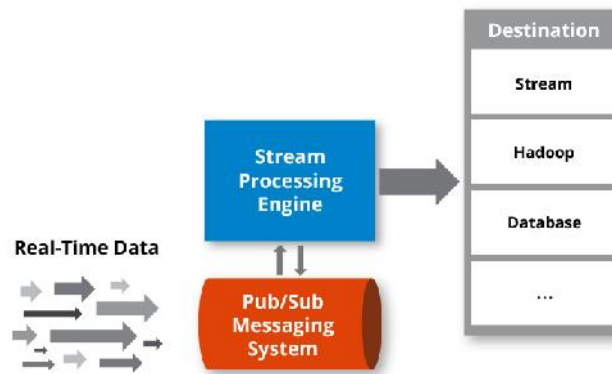 Destination
Stream
Hadoop
Database
...
Stream
Processing
Engine
Real-Time Data
Pub/Sub
Messaging
System